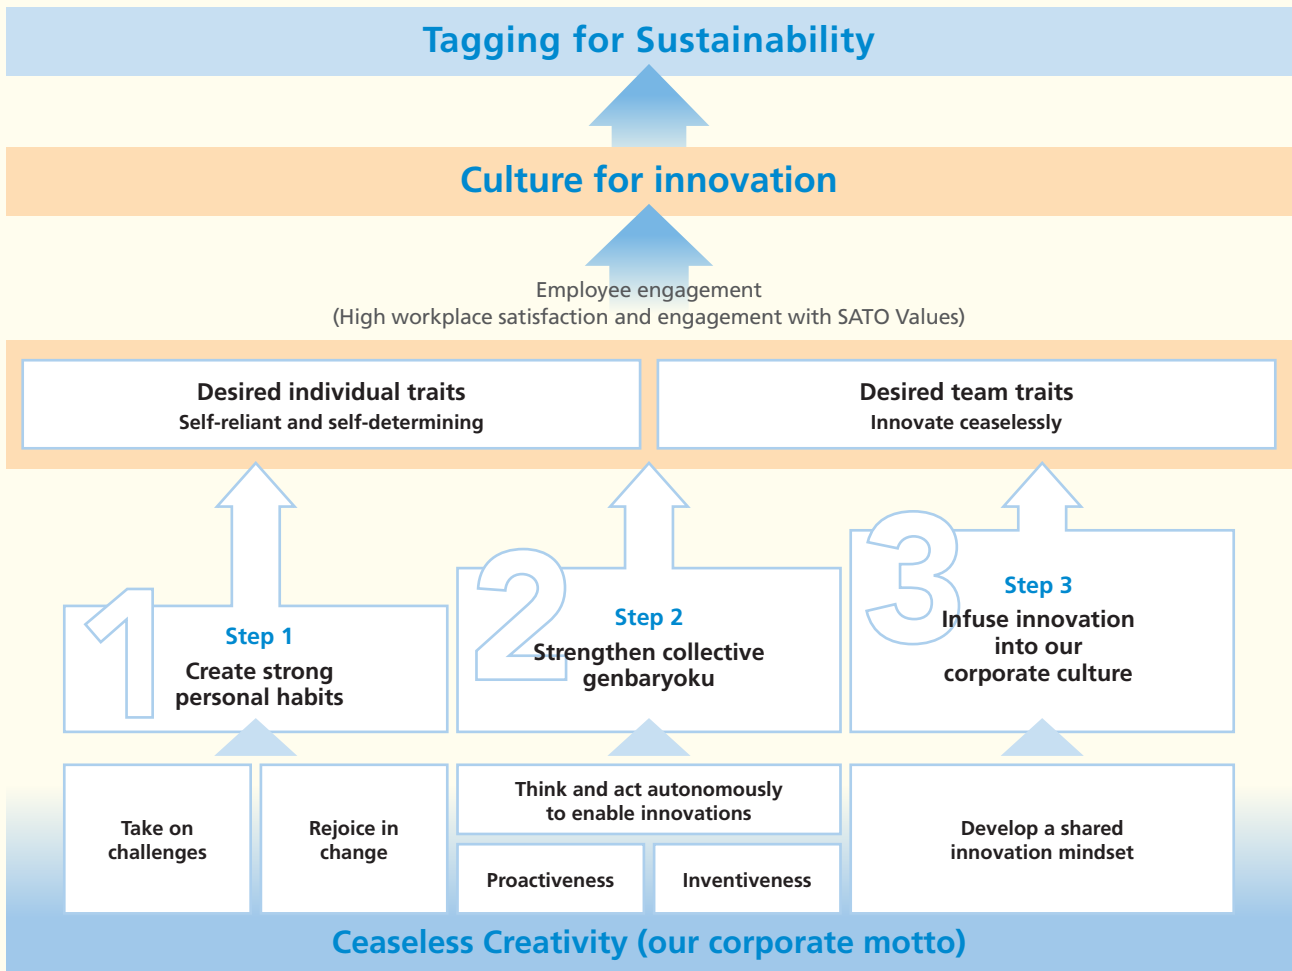 Tagging for Sustainability
Culture for innovation
Employee engagement
(High workplace satisfaction and engagement with SATO Values)
Desired individual traits
Self-reliant and self-determining
Desired team traits
Innovate ceaselessly
1
Step 1
Create strong
personal habits
2
Step 2
Strengthen collective
genbaryoku
3
Step 3
Infuse innovation
into our
corporate culture
Take on
challenges
Rejoice in
change
Think and act autonomously
to enable innovations
Proactiveness
Inventiveness
Develop a shared
innovation mindset
Ceaseless Creativity (our corporate motto)